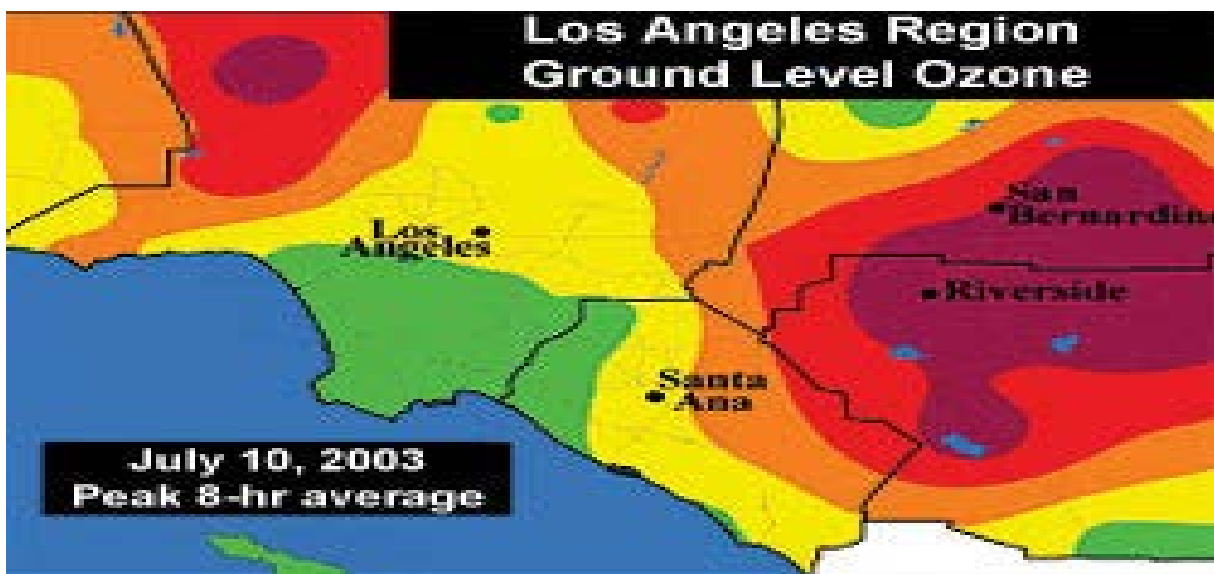 Los Angeles Region
Ground Level Ozone
San
Bernardino
Los
Angeles
Riverside
Santa
Ana
July 10, 2003
Peak 8-hr average